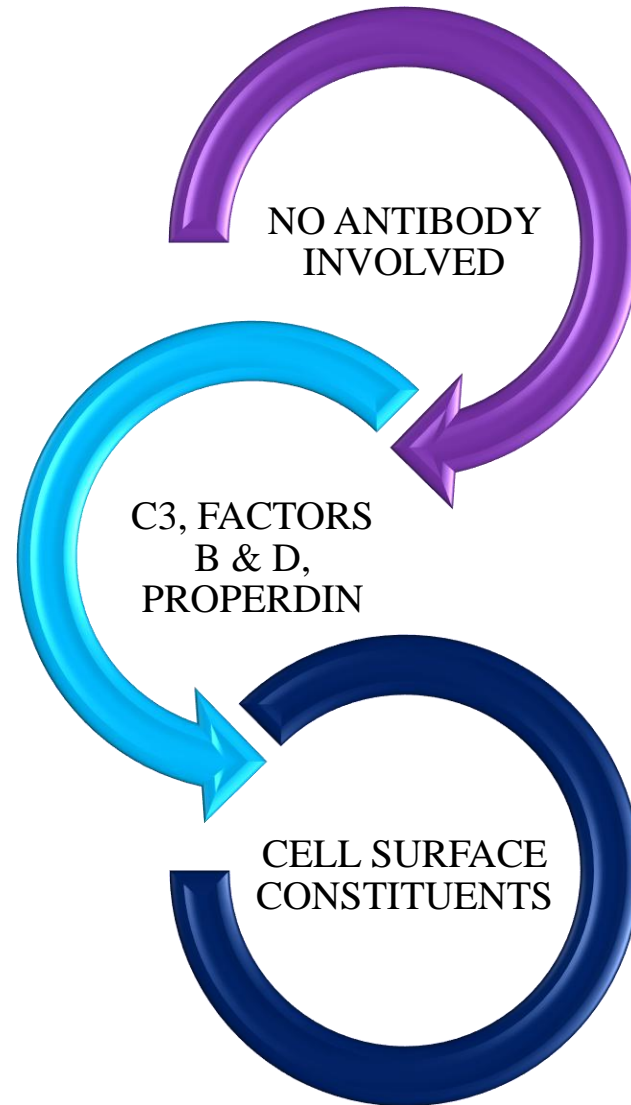 NO ANTIBODY
INVOLVED
C3, FACTORS
B & D,
PROPERDIN
CELL SURFACE
CONSTITUENTS